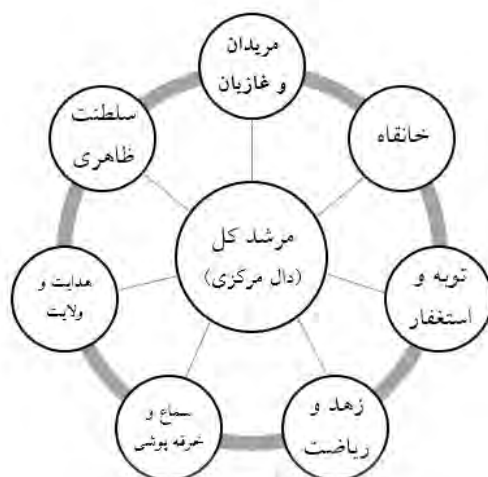 مریدان
و غازیان
خانقاه
توبه و
استغفار
زهد و
ریاضت
سماع و
خرقه پوشی
هدایت و
ولایت
سلطنت
ظاهری
مرشد کل
(دال مرکزی)